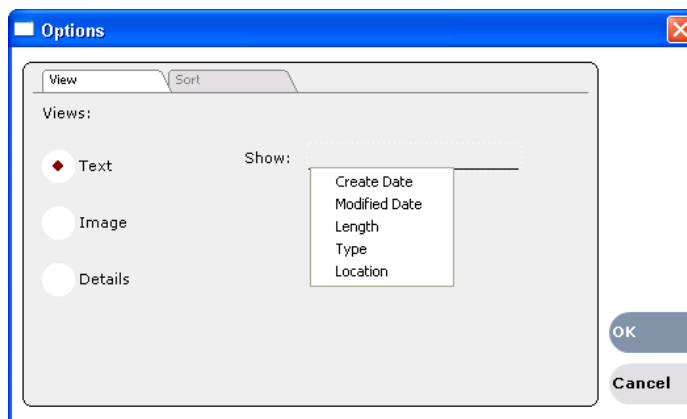 Options
View
Sort
Views:
Text
Show:
Create Date
Modified Date
Length
Type
Location
Image
Details
OK
Cancel